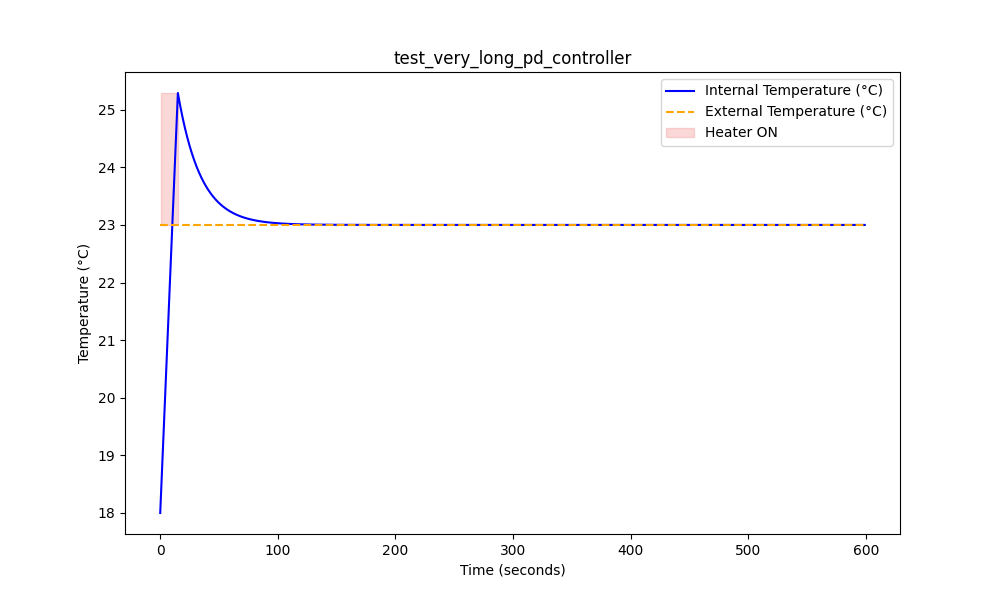 test_very_long_pd_controller
Internal Temperature (°C)
External Temperature (°C)
Heater ON
Temperature (°C)
25
24
23
22
21
20
19
18
0 100 200 300 400 500 600
Time (seconds)